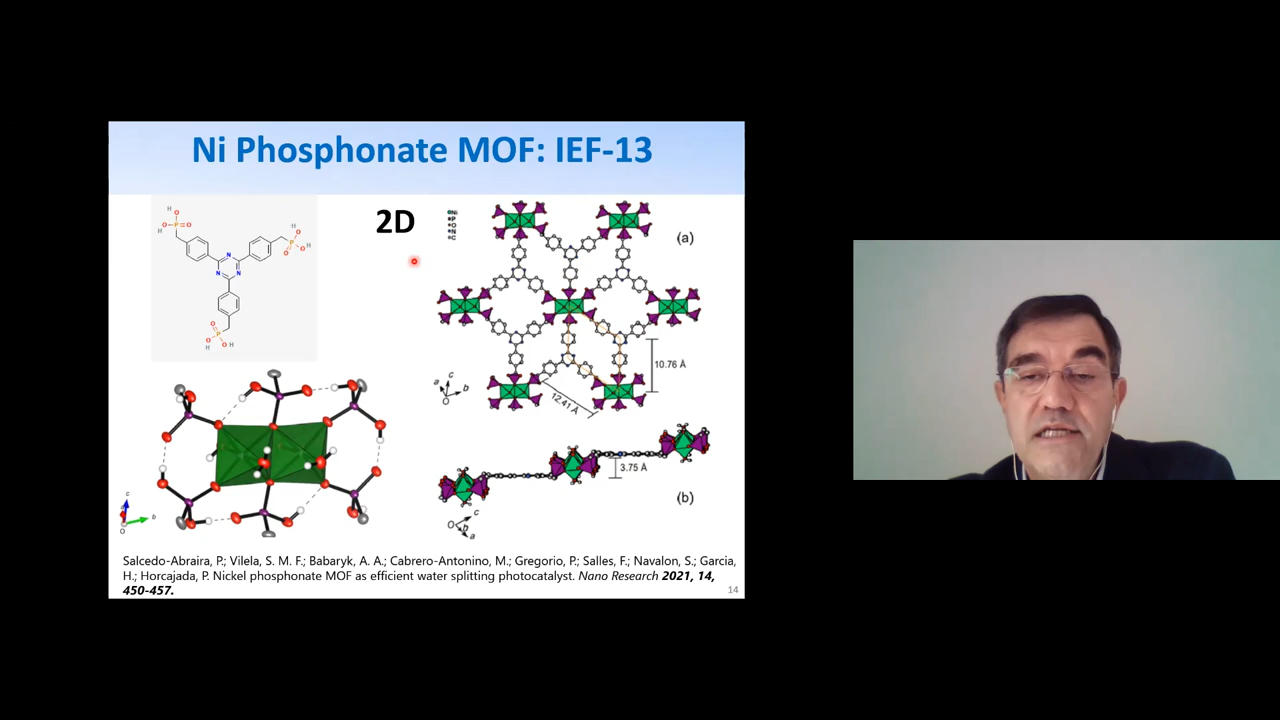 Ni Phosphonate MOF: IEF-13
2D
Ni
P
O
N
C
(a)
H
O
H
O
P
O
H
O
P
O
H
O
N
N
N
O
P
O
H
O
H
10.76 Å
12.41 Å
a
c
b
O
3.75 Å
(b)
c
b
O
a
c
a
b
O
Salcedo-Abraira, P.; Vilela, S. M. F.; Babaryk, A. A.; Cabrero-Antonino, M.; Gregorio, P.; Salles, F.; Navalon, S.; Garcia,
H.; Horcajada, P. Nickel phosphonate MOF as efficient water splitting photocatalyst. Nano Research 2021, 14,
450-457.
14